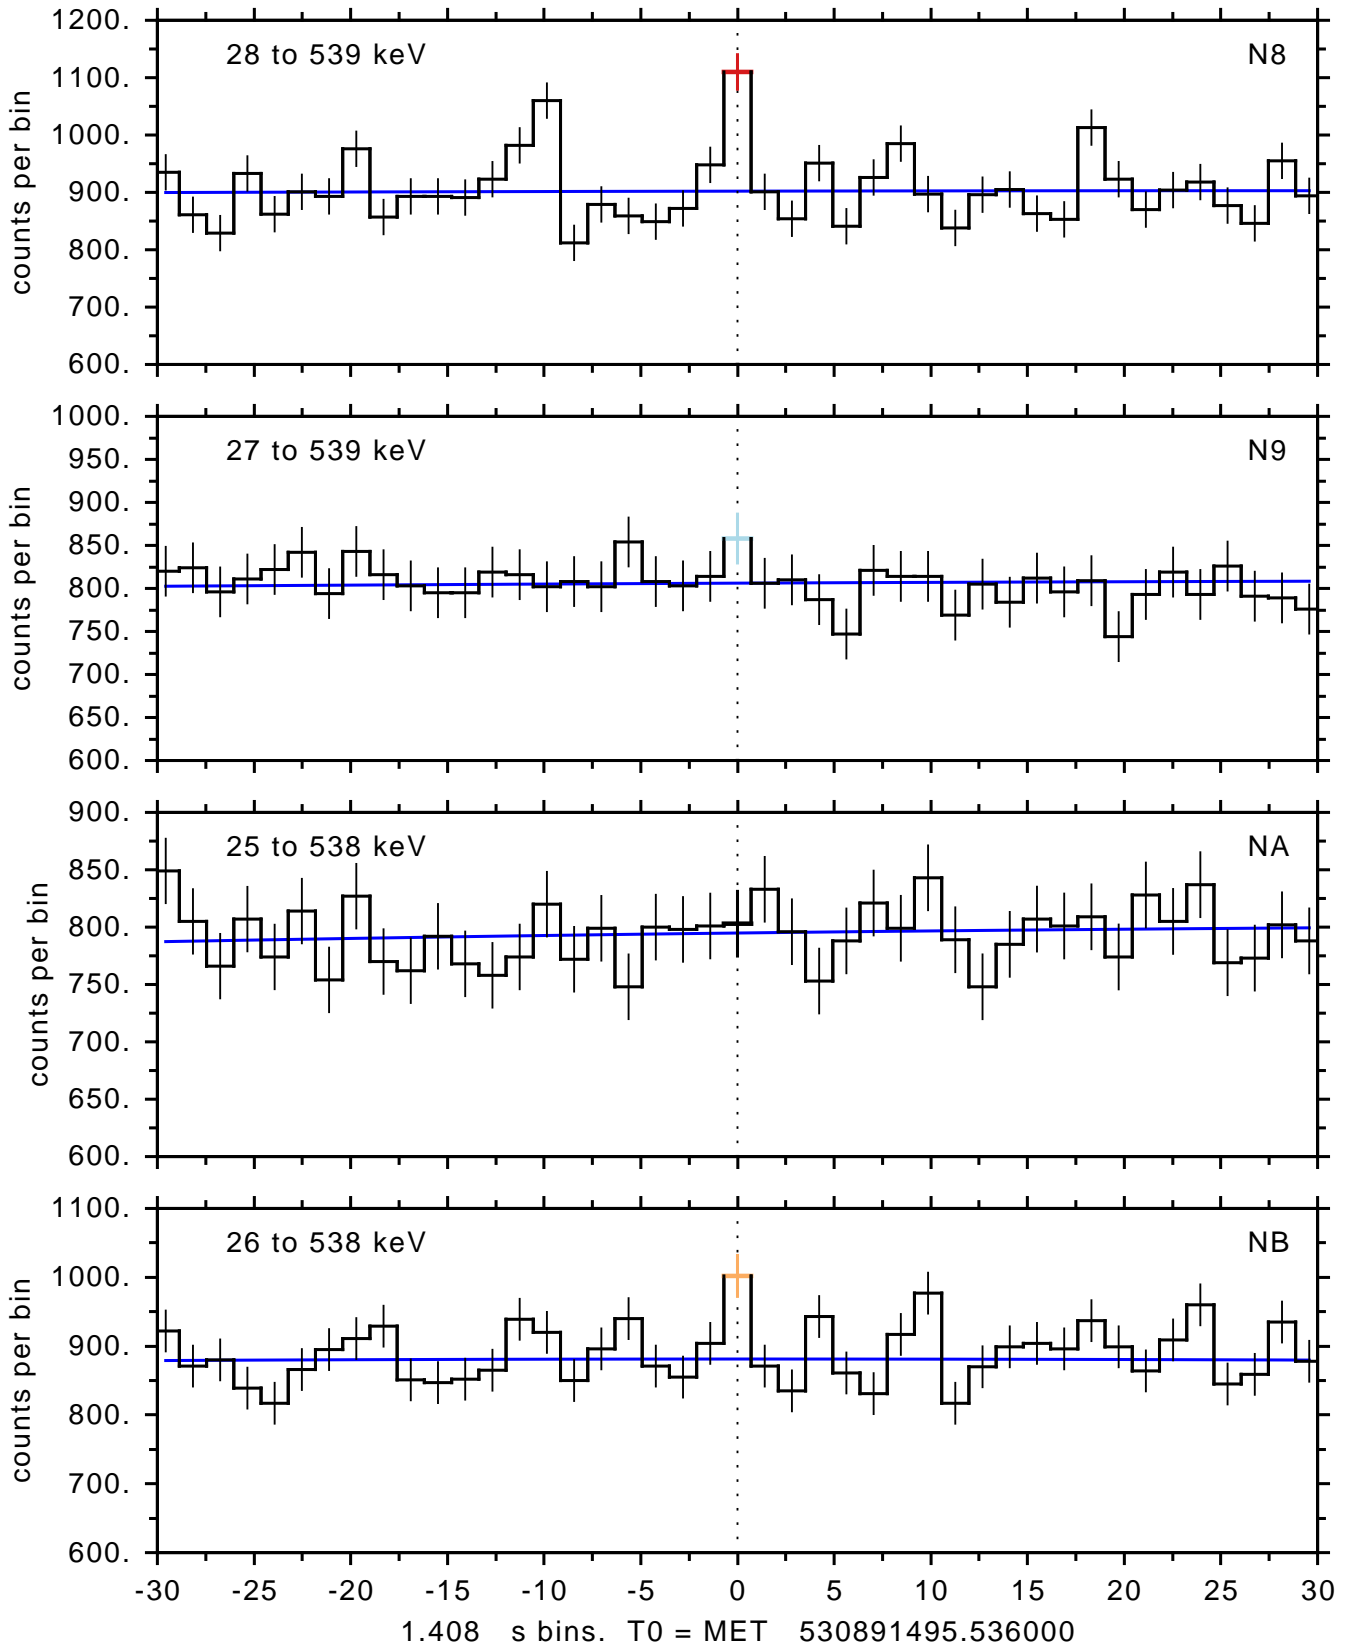 28 to 539 keV N8
1200.
1100.
1000.
900.
800.
700.
600.
counts per bin
27 to 539 keV N9
1000.
950.
900.
850.
800.
750.
700.
650.
600.
counts per bin
25 to 538 keV NA
900.
850.
800.
750.
700.
650.
600.
counts per bin
26 to 538 keV NB
1100.
1000.
900.
800.
700.
600.
counts per bin
-30 -25 -20 -15 -10 -5 0 5 10 15 20 25 30
1.408 s bins. T0 = MET 530891495.536000